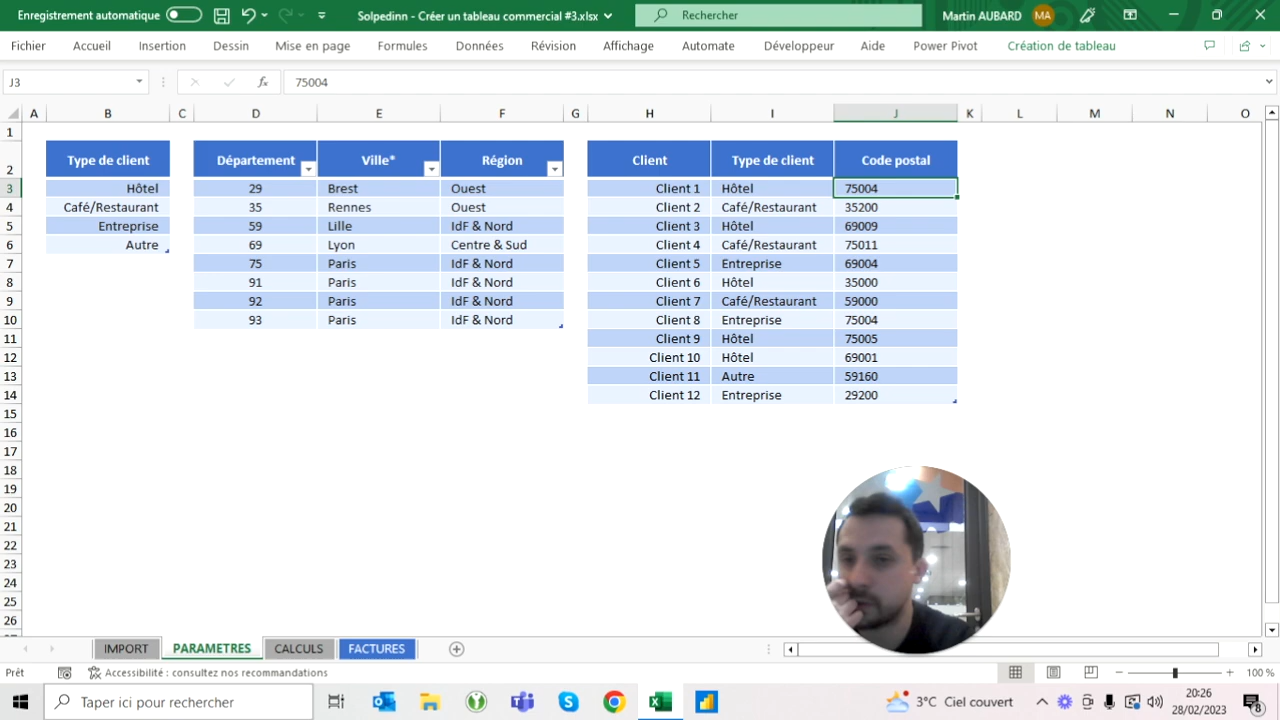 Enregistrement automatique
Solpedinn - Créer un tableau commercial #3.xlsx
Rechercher
Martin AUBARD
MA
Fichier Accueil Insertion Dessin Mise en page Formules Données Révision Affichage Automate Développeur Aide Power Pivot Création de tableau
J3 fx 75004
A B C D E F G H I J K L M N O
1
2 Type de client Département Ville* Région Client Type de client Code postal
3 Hôtel 29 Brest Ouest Client 1 Hôtel 75004
4 Café/Restaurant 35 Rennes Ouest Client 2 Café/Restaurant 35200
5 Entreprise 59 Lille IdF & Nord Client 3 Hôtel 69009
6 Autre 69 Lyon Centre & Sud Client 4 Café/Restaurant 75011
7 75 Paris IdF & Nord Client 5 Entreprise 69004
8 91 Paris IdF & Nord Client 6 Hôtel 35000
9 92 Paris IdF & Nord Client 7 Café/Restaurant 59000
10 93 Paris IdF & Nord Client 8 Entreprise 75004
11 Client 9 Hôtel 75005
12 Client 10 Hôtel 69001
13 Client 11 Autre 59160
14 Client 12 Entreprise 29200
15
16
17
18
19
20
21
22
23
24
25
26
IMPORT PARAMETRES CALCULS FACTURES
Prêt Accessibilité : consultez nos recommandations 100 %
Taper ici pour rechercher 3°C Ciel couvert 20:26
28/02/2023 8